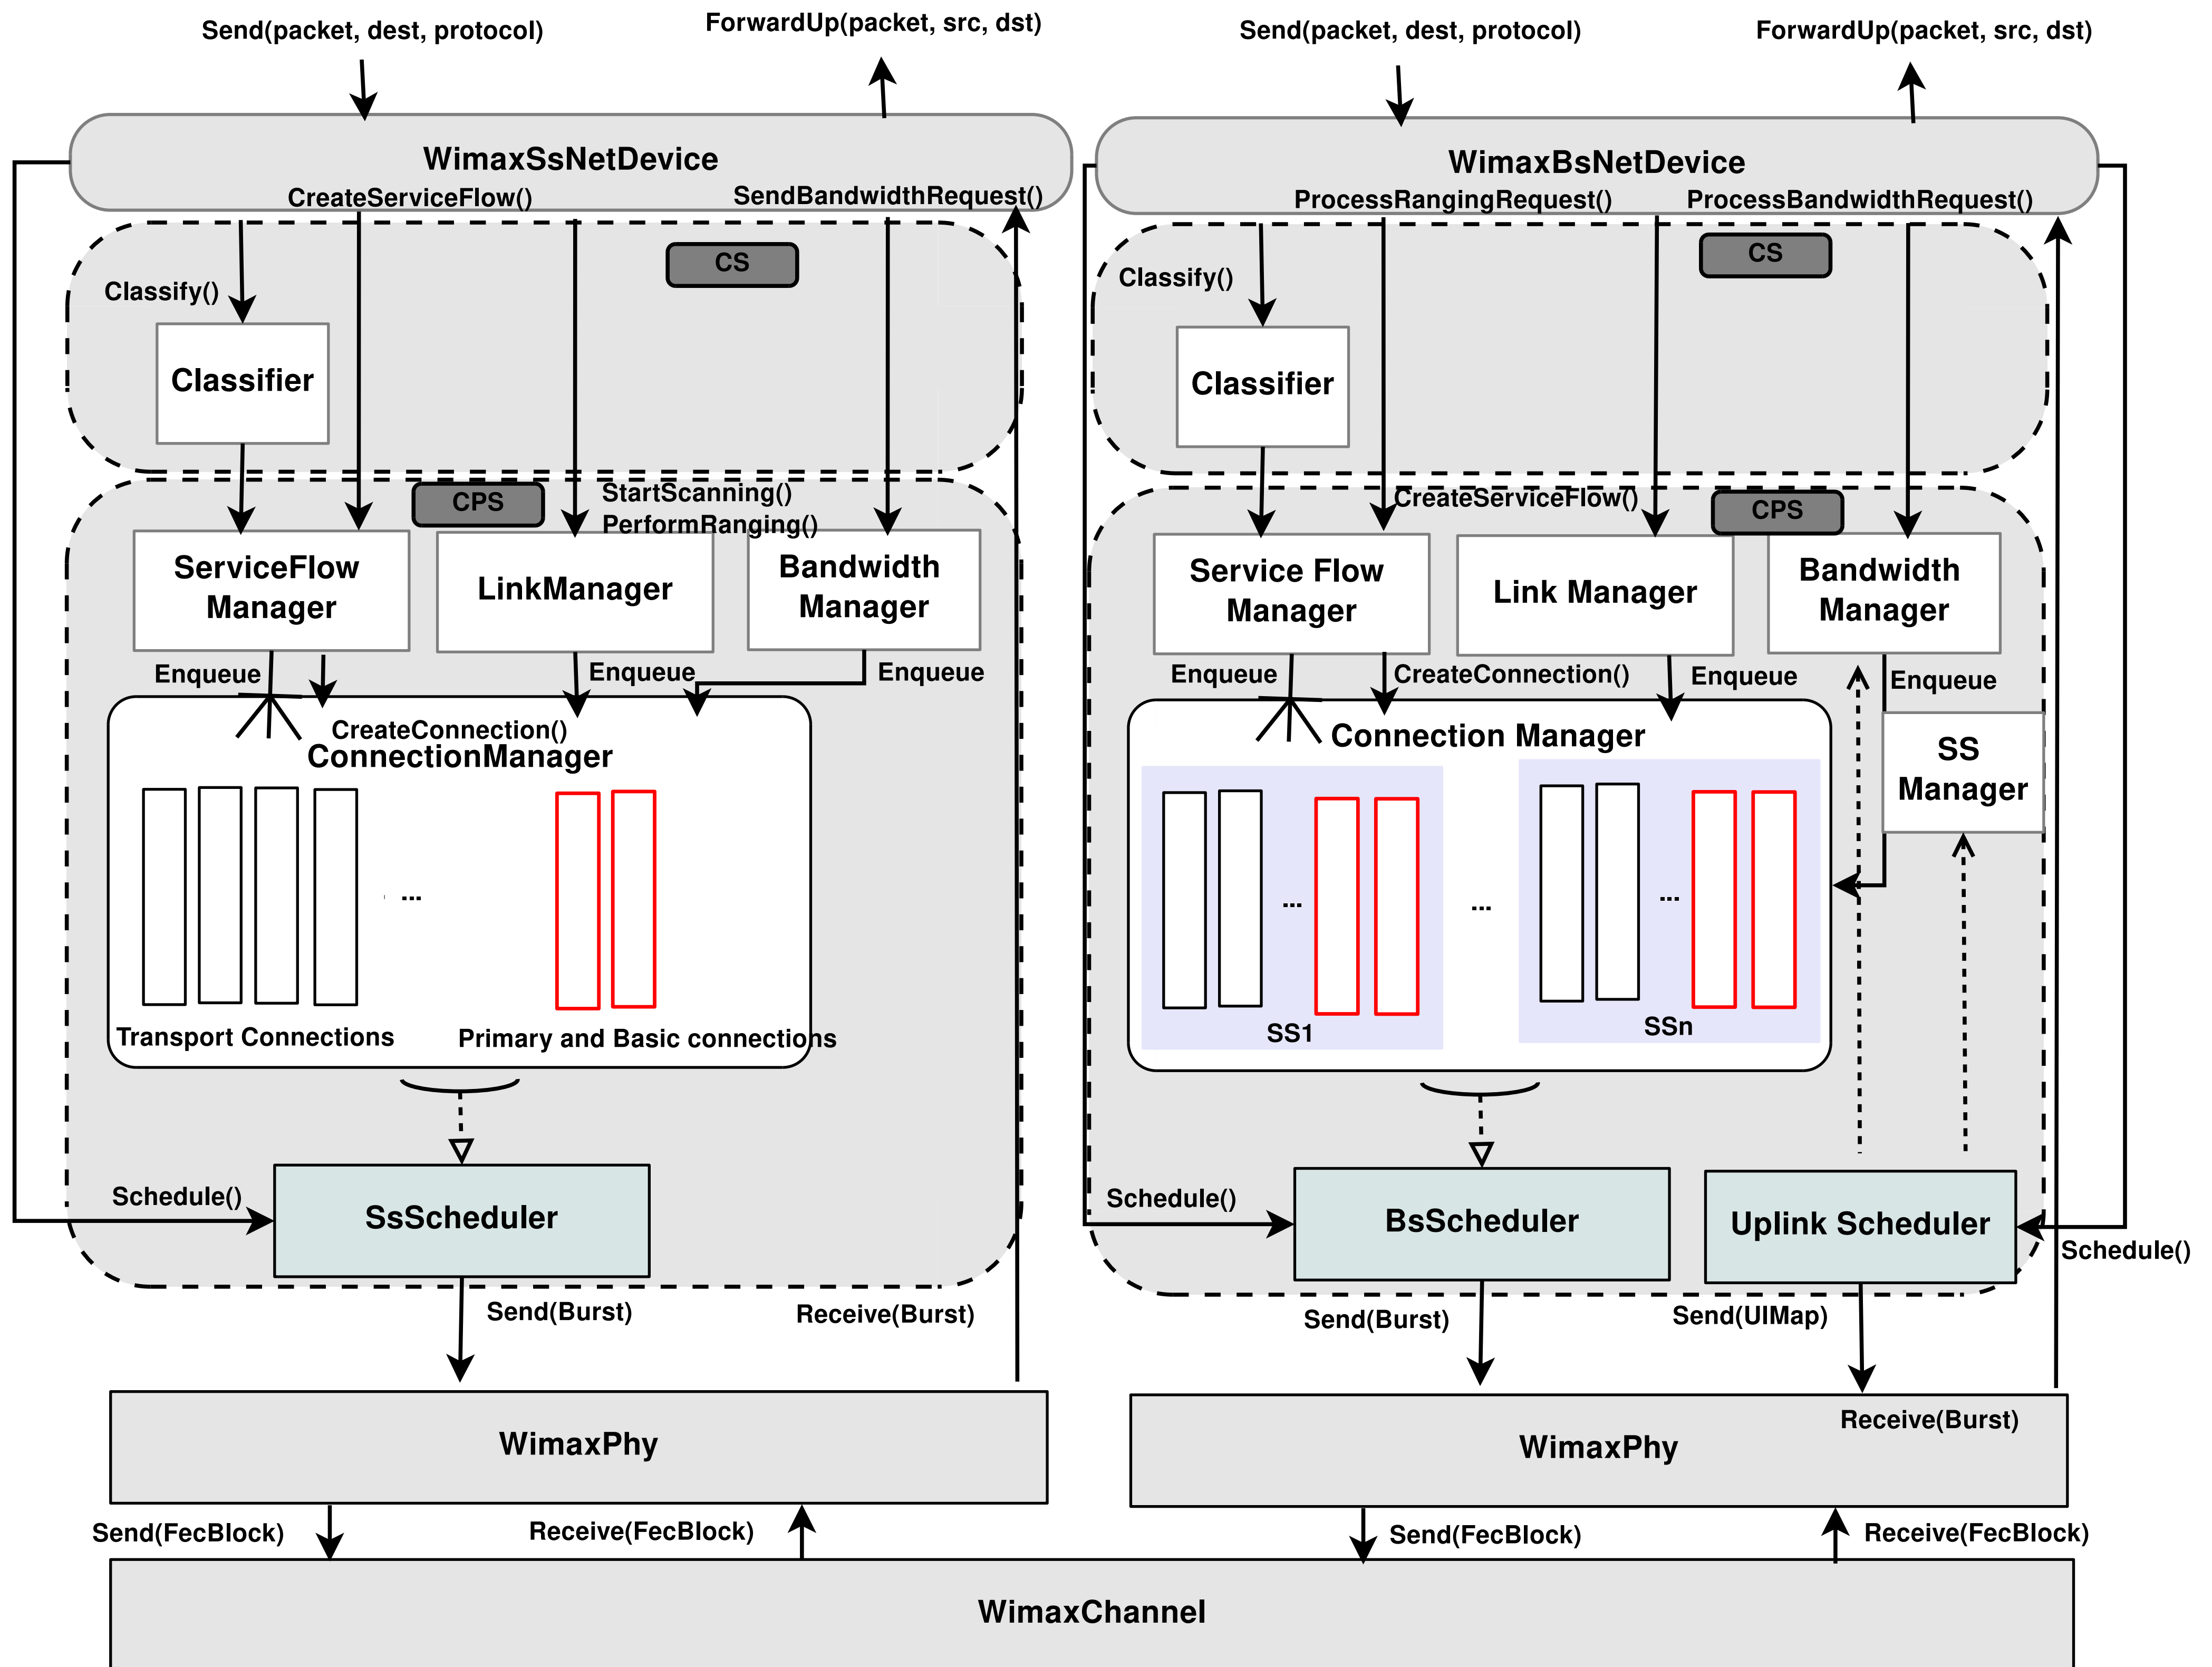 Send(packet, dest, protocol)
ForwardUp(packet, src, dst)
WimaxSsNetDevice
CreateServiceFlow()
SendBandwidthRequest()
CS
Classify()
Classifier
CPS
StartScanning()
PerformRanging()
ServiceFlow
Manager
LinkManager
Bandwidth
Manager
Enqueue
Enqueue
Enqueue
CreateConnection()
ConnectionManager
...
Transport Connections
Primary and Basic connections
Schedule()
SsScheduler
Send(Burst)
Receive(Burst)
WimaxPhy
Send(FecBlock)
Receive(FecBlock)
Send(packet, dest, protocol)
ForwardUp(packet, src, dst)
WimaxBsNetDevice
ProcessRangingRequest()
ProcessBandwidthRequest()
CS
Classify()
Classifier
CreateServiceFlow()
CPS
Service Flow
Manager
Link Manager
Bandwidth
Manager
Enqueue
CreateConnection()
Enqueue
Enqueue
Connection Manager
SS
Manager
...
...
...
SS1
SSn
Schedule()
BsScheduler
Uplink Scheduler
Schedule()
Send(Burst)
Send(UlMap)
Receive(Burst)
WimaxPhy
Send(FecBlock)
Receive(FecBlock)
WimaxChannel